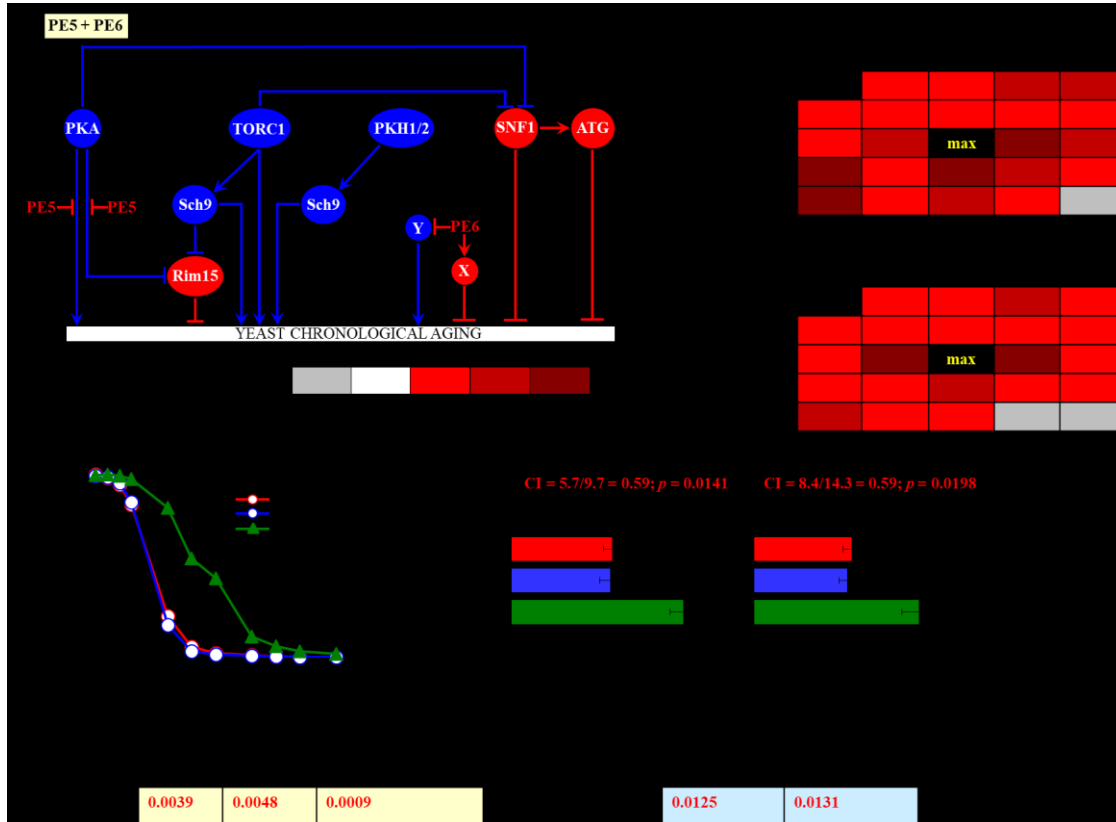 PE5 + PE6
PKA
TORC1
PKH1/2
SNF1
ATG
Sch9
Sch9
PE5
PE5
Y
PE6
X
Rim15
YEAST CHRONOLOGICAL AGING
max
max
CI = 5.7/9.7 = 0.59; p = 0.0141
CI = 8.4/14.3 = 0.59; p = 0.0198
0.0039
0.0048
0.0009
0.0125
0.0131